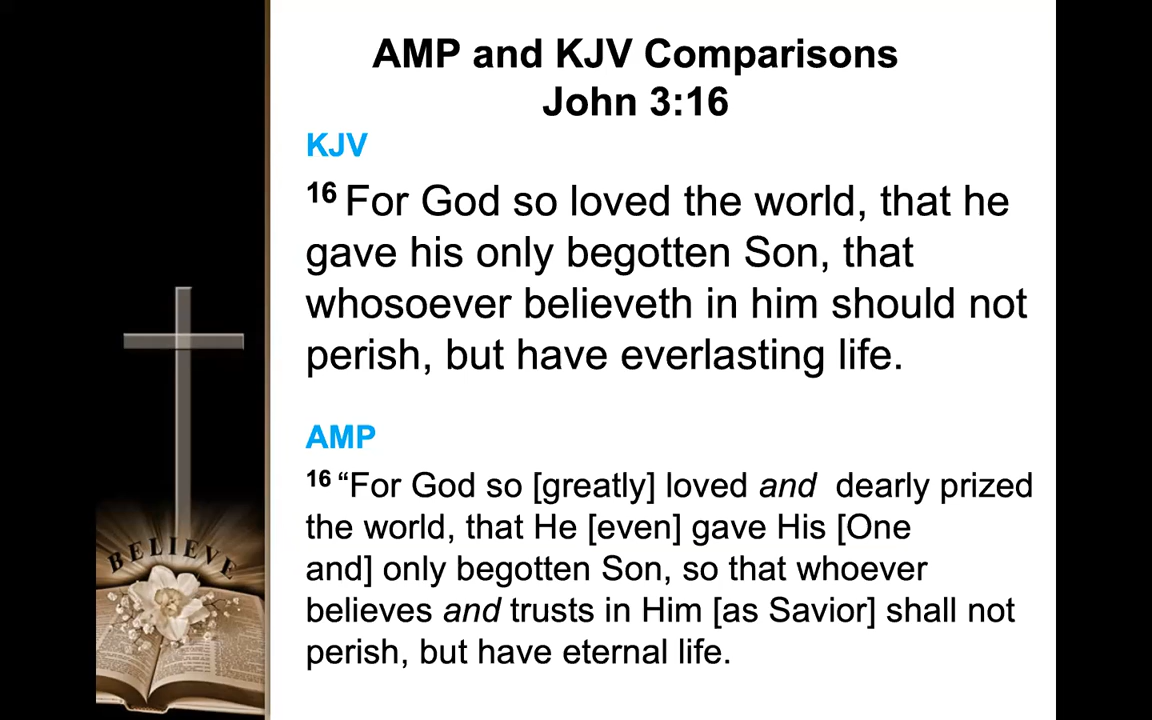 AMP and KJV Comparisons
John 3:16
KJV
16 For God so loved the world, that he
gave his only begotten Son, that
whosoever believeth in him should not
perish, but have everlasting life.
AMP
16 “For God so [greatly] loved and dearly prized
the world, that He [even] gave His [One
and] only begotten Son, so that whoever
believes and trusts in Him [as Savior] shall not
perish, but have eternal life.
BELIEVE